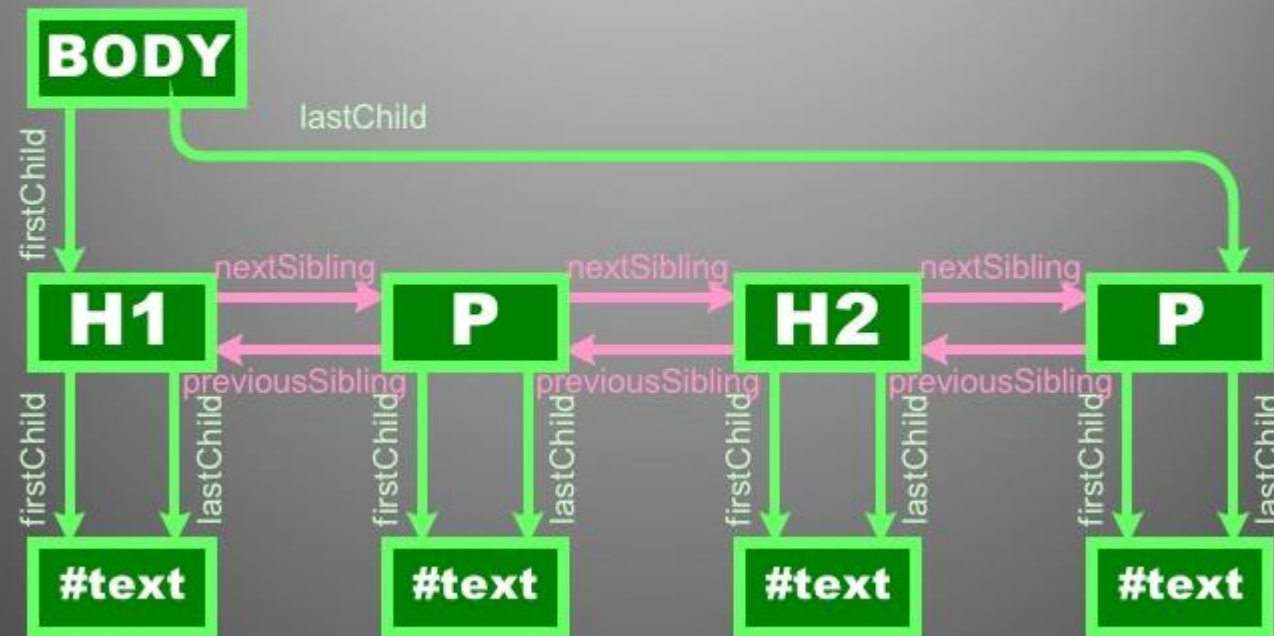 BODY
lastChild
firstChild
nextSibling nextSibling nextSibling
H1 P H2 P
previousSibling previousSibling previousSibling
firstChild lastChild firstChild lastChild firstChild lastChild firstChild lastChild
#text #text #text #text